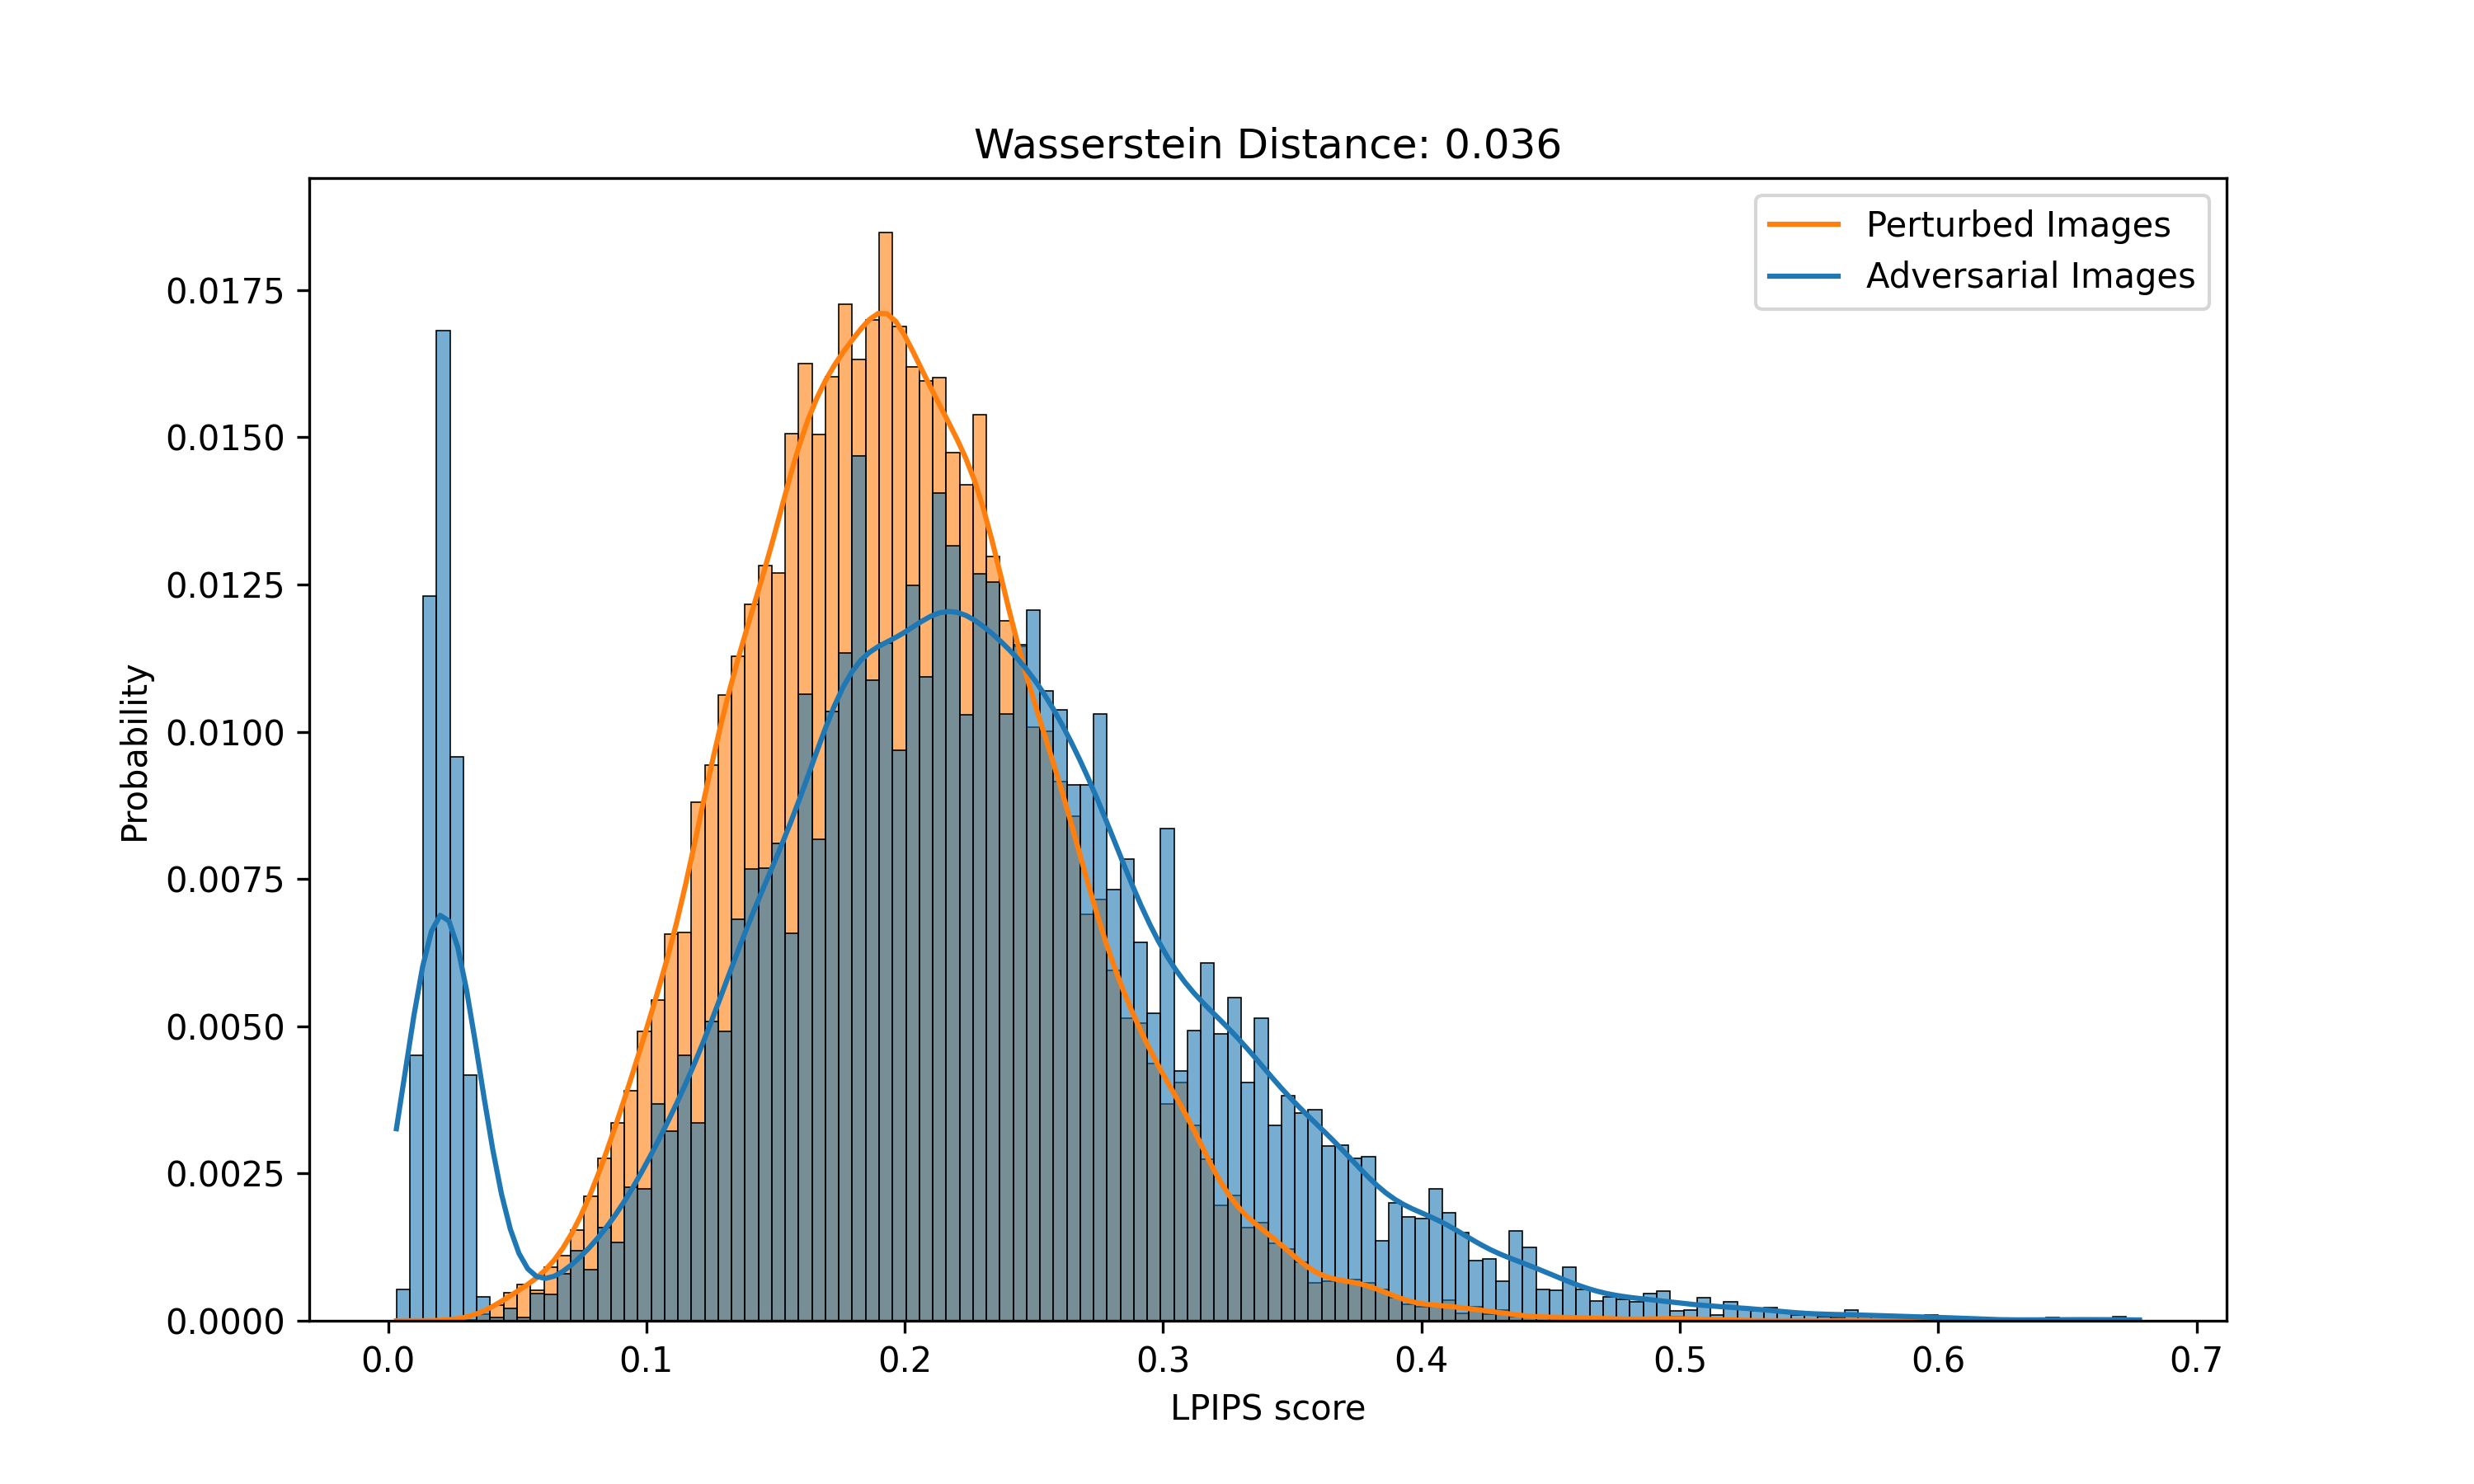 Wasserstein Distance: 0.036
Perturbed Images
Adversarial Images
0.0175
0.0150
0.0125
0.0100
0.0075
0.0050
0.0025
0.0000
Probability
0.0 0.1 0.2 0.3 0.4 0.5 0.6 0.7
LPIPS score